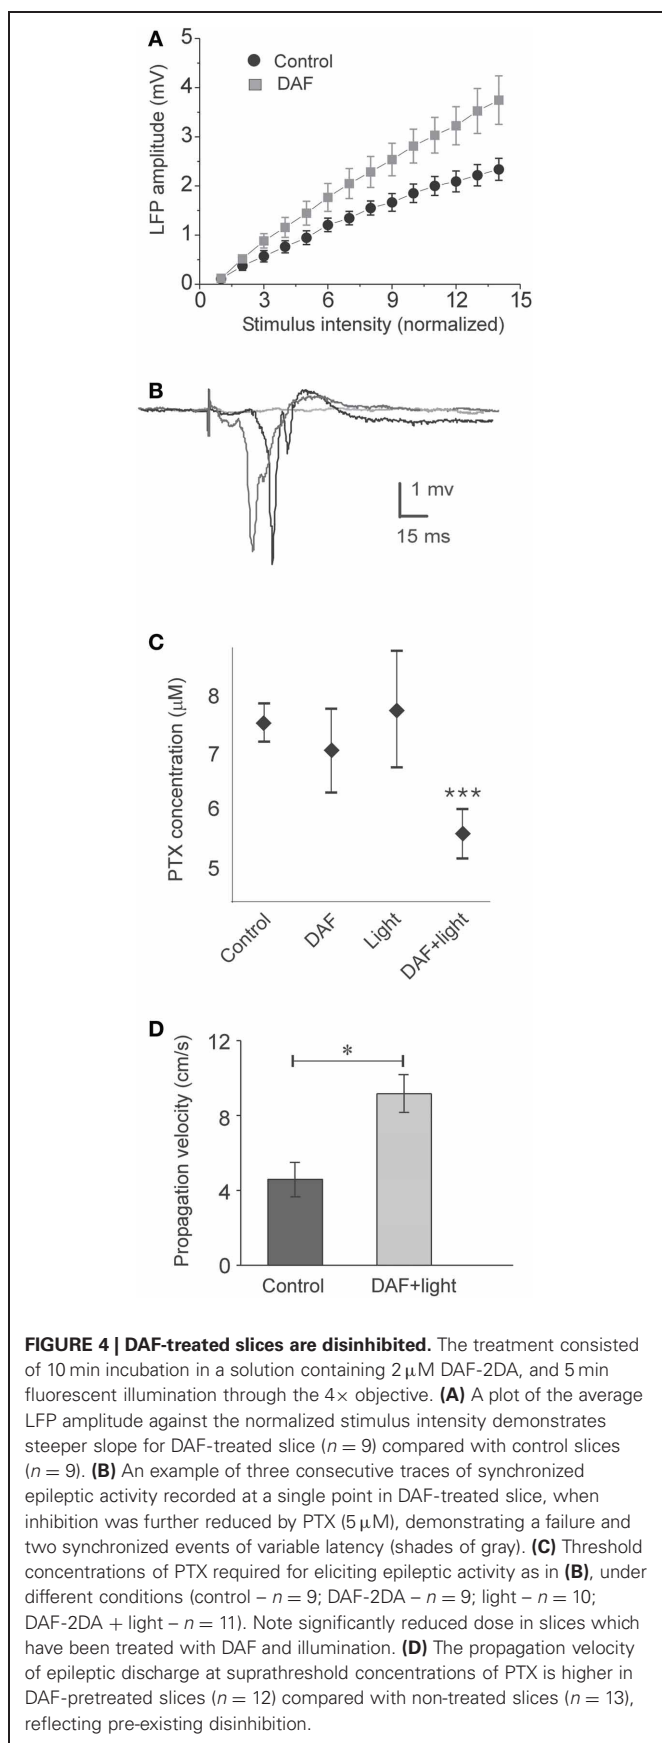 A
5
4
3
2
1
0
LFP amplitude (mV)
Control
DAF
0 3 6 9 12 15
Stimulus intensity (normalized)
B
1 mv
15 ms
C
8
7
6
5
PTX concentration (μM)
***
Control
DAF
Light
DAF+light
D
12
8
4
0
Propagation velocity (cm/s)
*
Control DAF+light
FIGURE 4 | DAF-treated slices are disinhibited. The treatment consisted
of 10 min incubation in a solution containing 2 μM DAF-2DA, and 5 min
fluorescent illumination through the 4× objective. (A) A plot of the average
LFP amplitude against the normalized stimulus intensity demonstrates
steeper slope for DAF-treated slice (n = 9) compared with control slices
(n = 9). (B) An example of three consecutive traces of synchronized
epileptic activity recorded at a single point in DAF-treated slice, when
inhibition was further reduced by PTX (5 μM), demonstrating a failure and
two synchronized events of variable latency (shades of gray). (C) Threshold
concentrations of PTX required for eliciting epileptic activity as in (B), under
different conditions (control – n = 9; DAF-2DA – n = 9; light – n = 10;
DAF-2DA + light – n = 11). Note significantly reduced dose in slices which
have been treated with DAF and illumination. (D) The propagation velocity
of epileptic discharge at suprathreshold concentrations of PTX is higher in
DAF-pretreated slices (n = 12) compared with non-treated slices (n = 13),
reflecting pre-existing disinhibition.